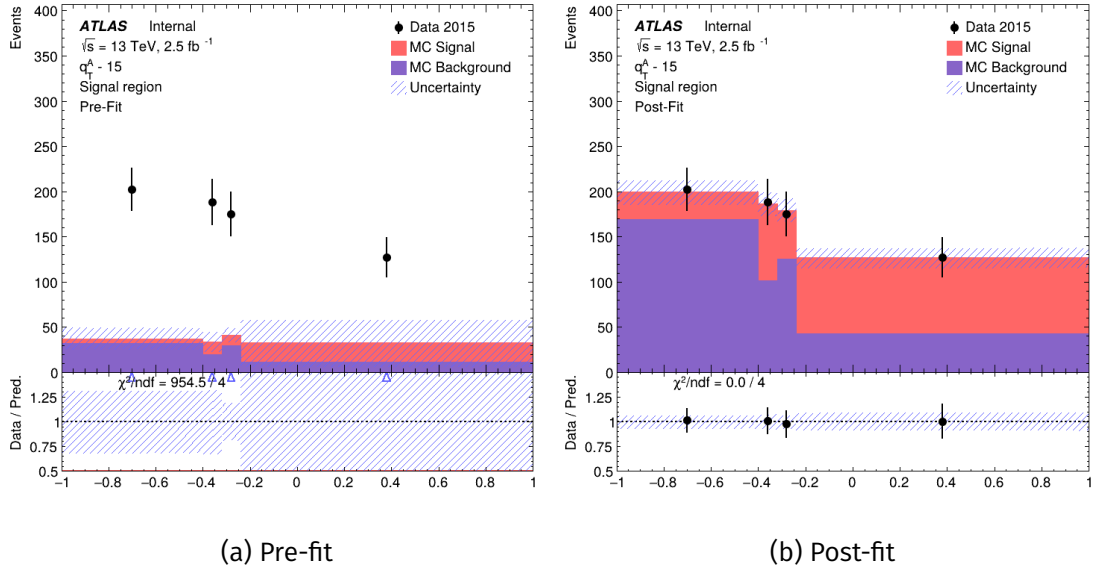 Events
400
350
300
250
200
150
100
50
0
ATLAS Internal
√s = 13 TeV, 2.5 fb⁻¹
q_T^A - 15
Signal region
Pre-Fit
Data 2015
MC Signal
MC Background
Uncertainty
Data / Pred.
1.25
1
0.75
0.5
χ²/ndf = 954.5 / 4
−1 −0.8 −0.6 −0.4 −0.2 0 0.2 0.4 0.6 0.8 1
(a) Pre-fit
Events
400
350
300
250
200
150
100
50
0
ATLAS Internal
√s = 13 TeV, 2.5 fb⁻¹
q_T^A - 15
Signal region
Post-Fit
Data 2015
MC Signal
MC Background
Uncertainty
Data / Pred.
1.25
1
0.75
0.5
χ²/ndf = 0.0 / 4
−1 −0.8 −0.6 −0.4 −0.2 0 0.2 0.4 0.6 0.8 1
(b) Post-fit